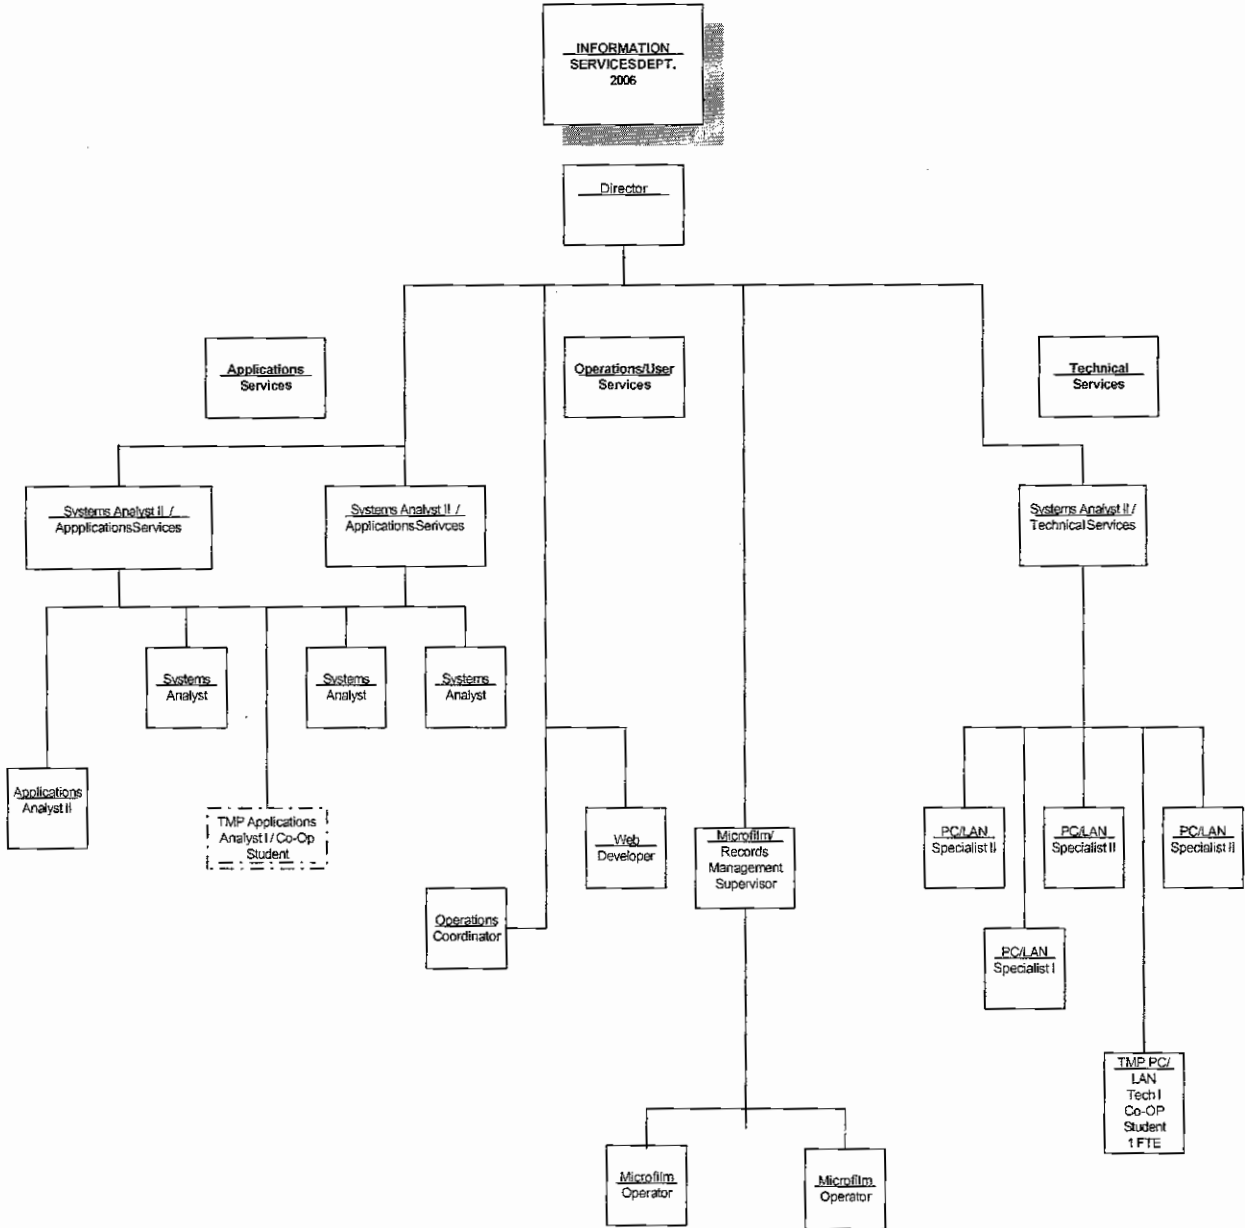 INFORMATION
SERVICESDEPT.
2006
Director
Applications
Services
Operations/User
Services
Technical
Services
Systems Analyst II /
AppplicationsServices
Systems Analyst II /
ApplicationsSerivces
Systems Analyst II /
TechnicalServices
Systems
Analyst
Systems
Analyst
Systems
Analyst
Applications
Analyst II
TMP Applications
Analyst I / Co-Op
Student
Web
Developer
Microfilm/
Records
Management
Supervisor
PC/LAN
Specialist II
PC/LAN
Specialist II
PC/LAN
Specialist II
Operations
Coordinator
PC/LAN
Specialist I
TMP PC/
LAN
Tech I
Co-OP
Student
1 FTE
Microfilm
Operator
Microfilm
Operator